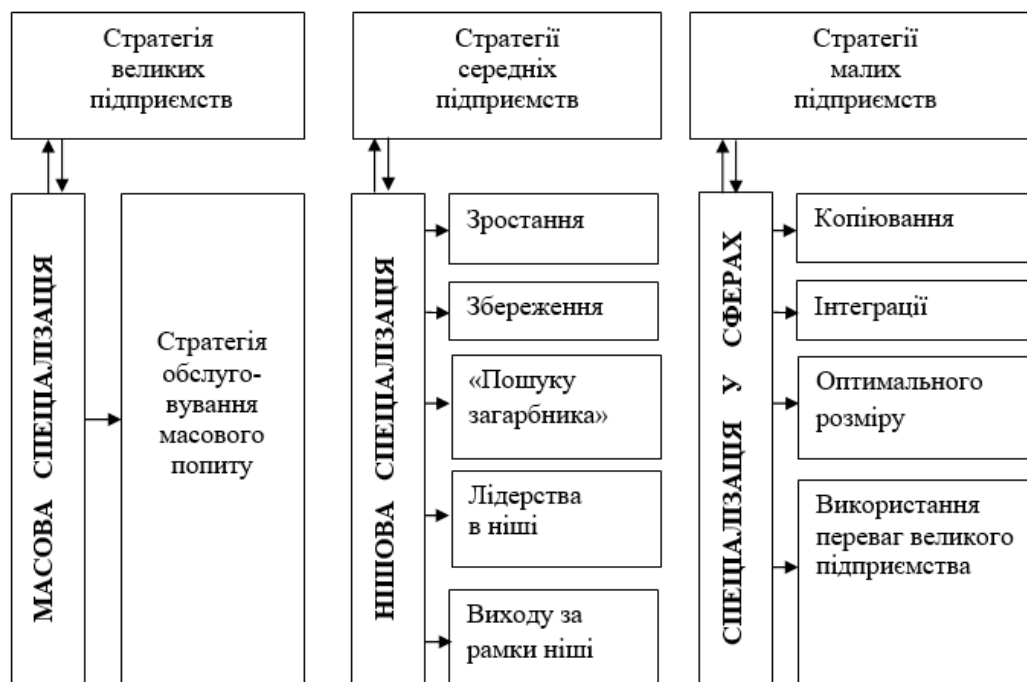 Стратегія
великих
підприємств
МАСОВА СПЕЦІАЛІЗАЦІЯ
Стратегія
обслуго-
вування
масового
попиту
Стратегії
середніх
підприємств
НІШОВА СПЕЦІАЛІЗАЦІЯ
Зростання
Збереження
«Пошуку
загарбника»
Лідерства
в ніші
Виходу за
рамки ніші
Стратегії
малих
підприємств
СПЕЦІАЛІЗАЦІЯ У СФЕРАХ
Копіювання
Інтеграції
Оптимального
розміру
Використання
переваг великого
підприємства